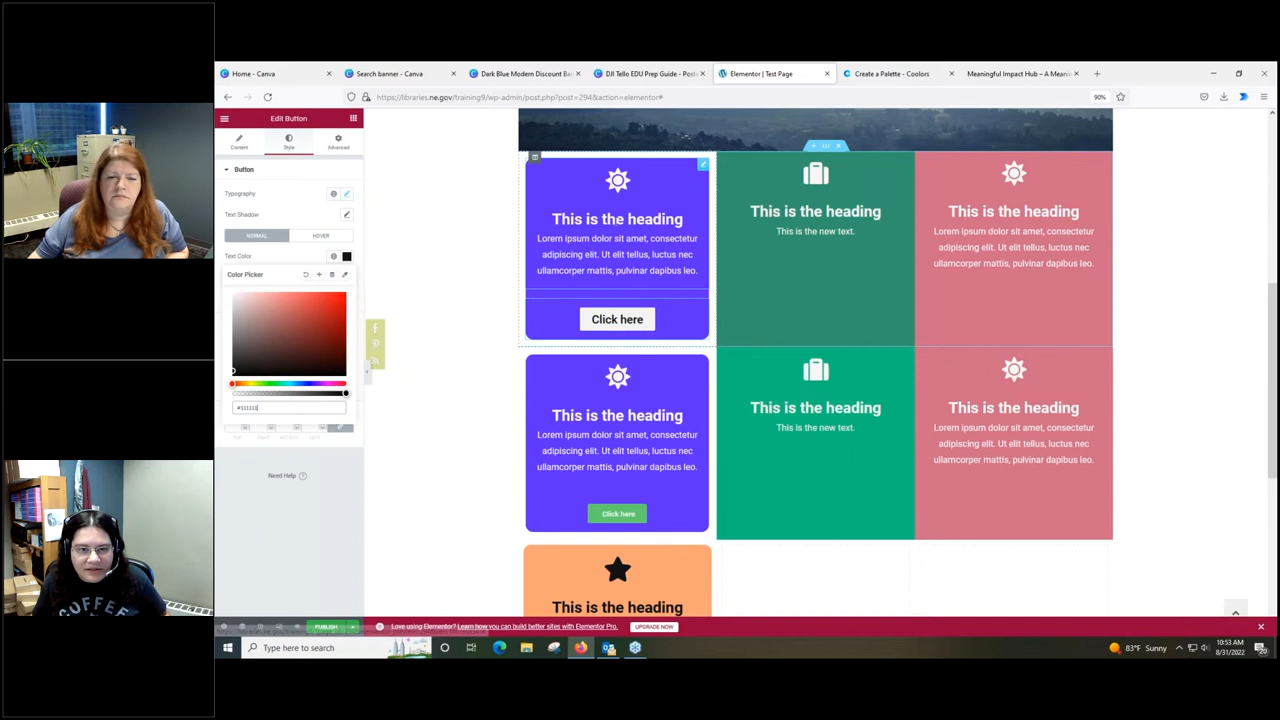 Home - Canva
Search banner - Canva
Dark Blue Modern Discount Ban
DJI Tello EDU Prep Guide - Poste
Elementor | Test Page
Create a Palette - Coolors
Meaningful Impact Hub – A Meani
https://libraries.ne.gov/training9/wp-admin/post.php?post=294&action=elementor#
90%
Edit Button
Content
Style
Advanced
Button
Typography
Text Shadow
NORMAL
HOVER
Text Color
Color Picker
#111111
TOP
RIGHT
BOTTOM
LEFT
Need Help
This is the heading
Lorem ipsum dolor sit amet, consectetur
adipiscing elit. Ut elit tellus, luctus nec
ullamcorper mattis, pulvinar dapibus leo.
Click here
This is the heading
This is the new text.
This is the heading
Lorem ipsum dolor sit amet, consectetur
adipiscing elit. Ut elit tellus, luctus nec
ullamcorper mattis, pulvinar dapibus leo.
This is the heading
Lorem ipsum dolor sit amet, consectetur
adipiscing elit. Ut elit tellus, luctus nec
ullamcorper mattis, pulvinar dapibus leo.
Click here
This is the heading
This is the new text.
This is the heading
Lorem ipsum dolor sit amet, consectetur
adipiscing elit. Ut elit tellus, luctus nec
ullamcorper mattis, pulvinar dapibus leo.
This is the heading
PUBLISH
Love using Elementor? Learn how you can build better sites with Elementor Pro.
UPGRADE NOW
Type here to search
83°F Sunny
10:53 AM
8/31/2022
20
COFFEE